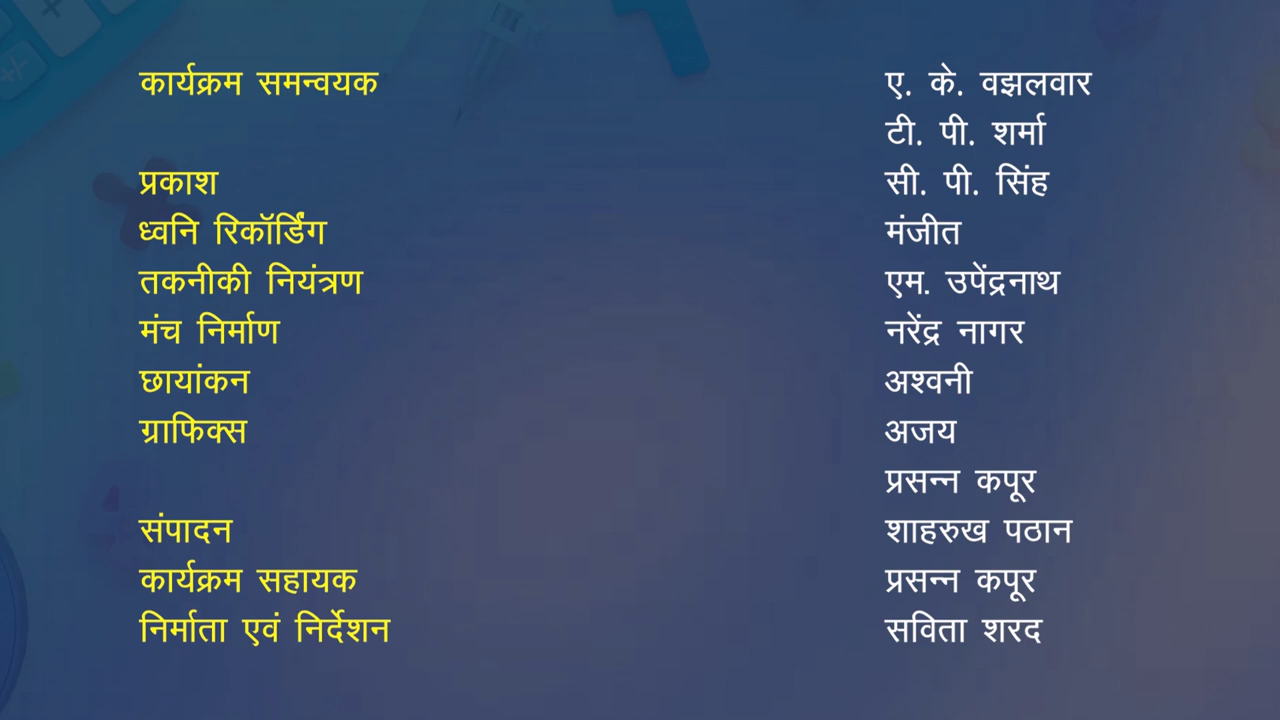 कार्यक्रम समन्वयक ए. के. वझलवार
टी. पी. शर्मा
प्रकाश सी. पी. सिंह
ध्वनि रिकॉर्डिंग मंजीत
तकनीकी नियंत्रण एम. उपेंद्रनाथ
मंच निर्माण नरेंद्र नागर
छायांकन अश्वनी
ग्राफिक्स अजय
प्रसन्न कपूर
संपादन शाहरुख पठान
कार्यक्रम सहायक प्रसन्न कपूर
निर्माता एवं निर्देशन सविता शरद